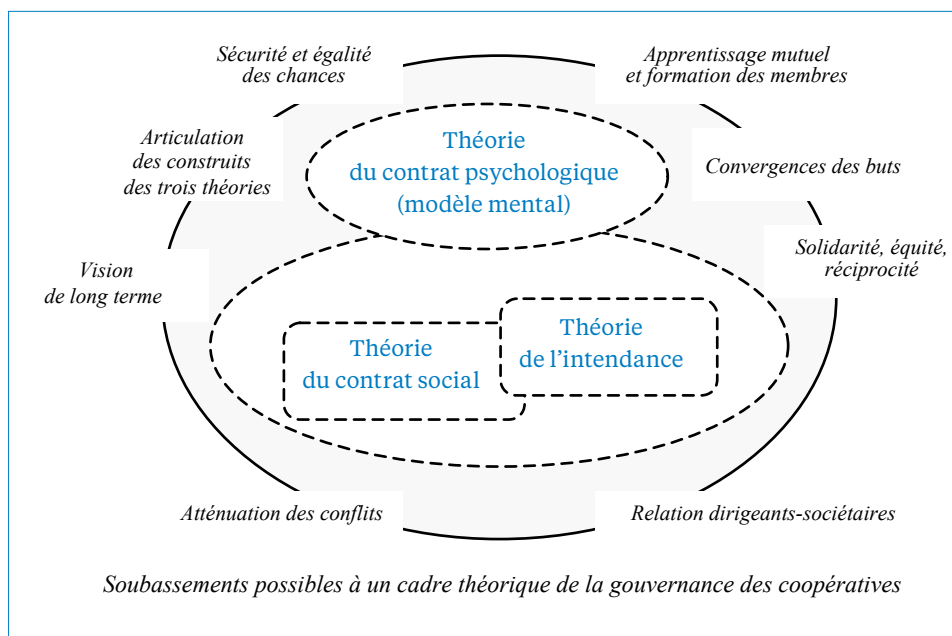 Sécurité et égalité
des chances
Apprentissage mutuel
et formation des membres
Articulation
des construits
des trois théories
Théorie
du contrat psychologique
(modèle mental)
Convergences des buts
Vision
de long terme
Solidarité, équité,
réciprocité
Théorie
du contrat social
Théorie
de l’intendance
Atténuation des conflits
Relation dirigeants-sociétaires
Soubassements possibles à un cadre théorique de la gouvernance des coopératives